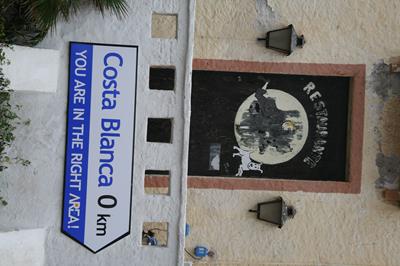 Costa Blanca 0 km
YOU ARE IN THE RIGHT AREA!
RESTAURANTE